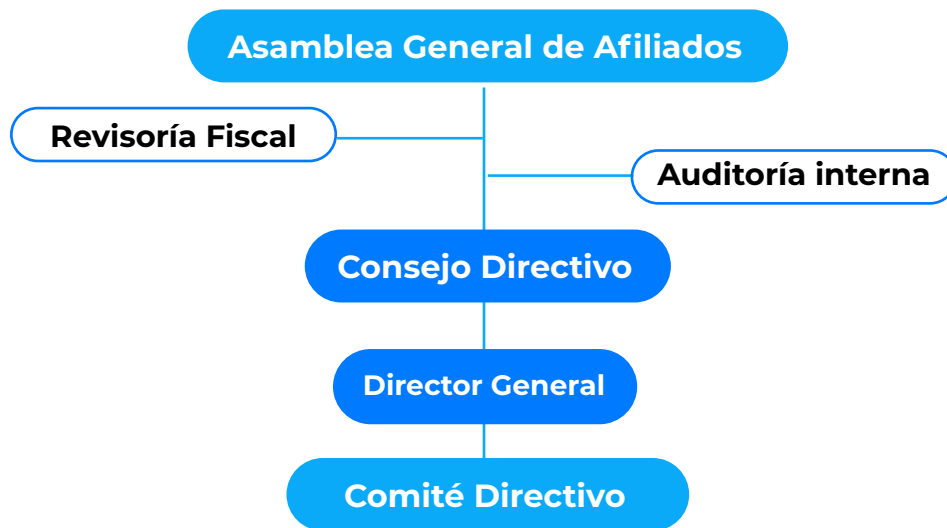 Asamblea General de Afiliados
Revisoría Fiscal
Auditoría interna
Consejo Directivo
Director General
Comité Directivo